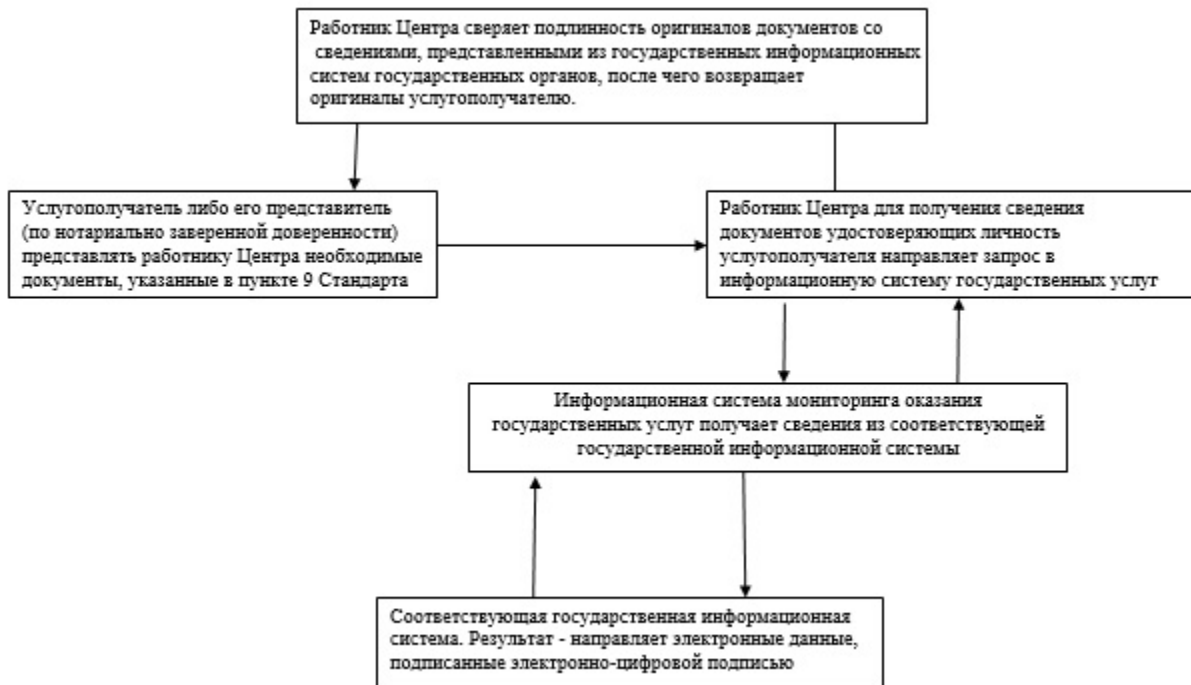 Работник Центра сверяет подлинность оригиналов документов со
сведениями, представленными из государственных информационных
систем государственных органов, после чего возвращает
оригиналы услугополучателю.
Услугополучатель либо его представитель
(по нотариально заверенной доверенности)
представлять работнику Центра необходимые
документы, указанные в пункте 9 Стандарта
Работник Центра для получения сведения
документов удостоверяющих личность
услугополучателя направляет запрос в
информационную систему государственных услуг
Информационная система мониторинга оказания
государственных услуг получает сведения из соответствующей
государственной информационной системы
Соответствующая государственная информационная
система. Результат - направляет электронные данные,
подписанные электронно-цифровой подписью